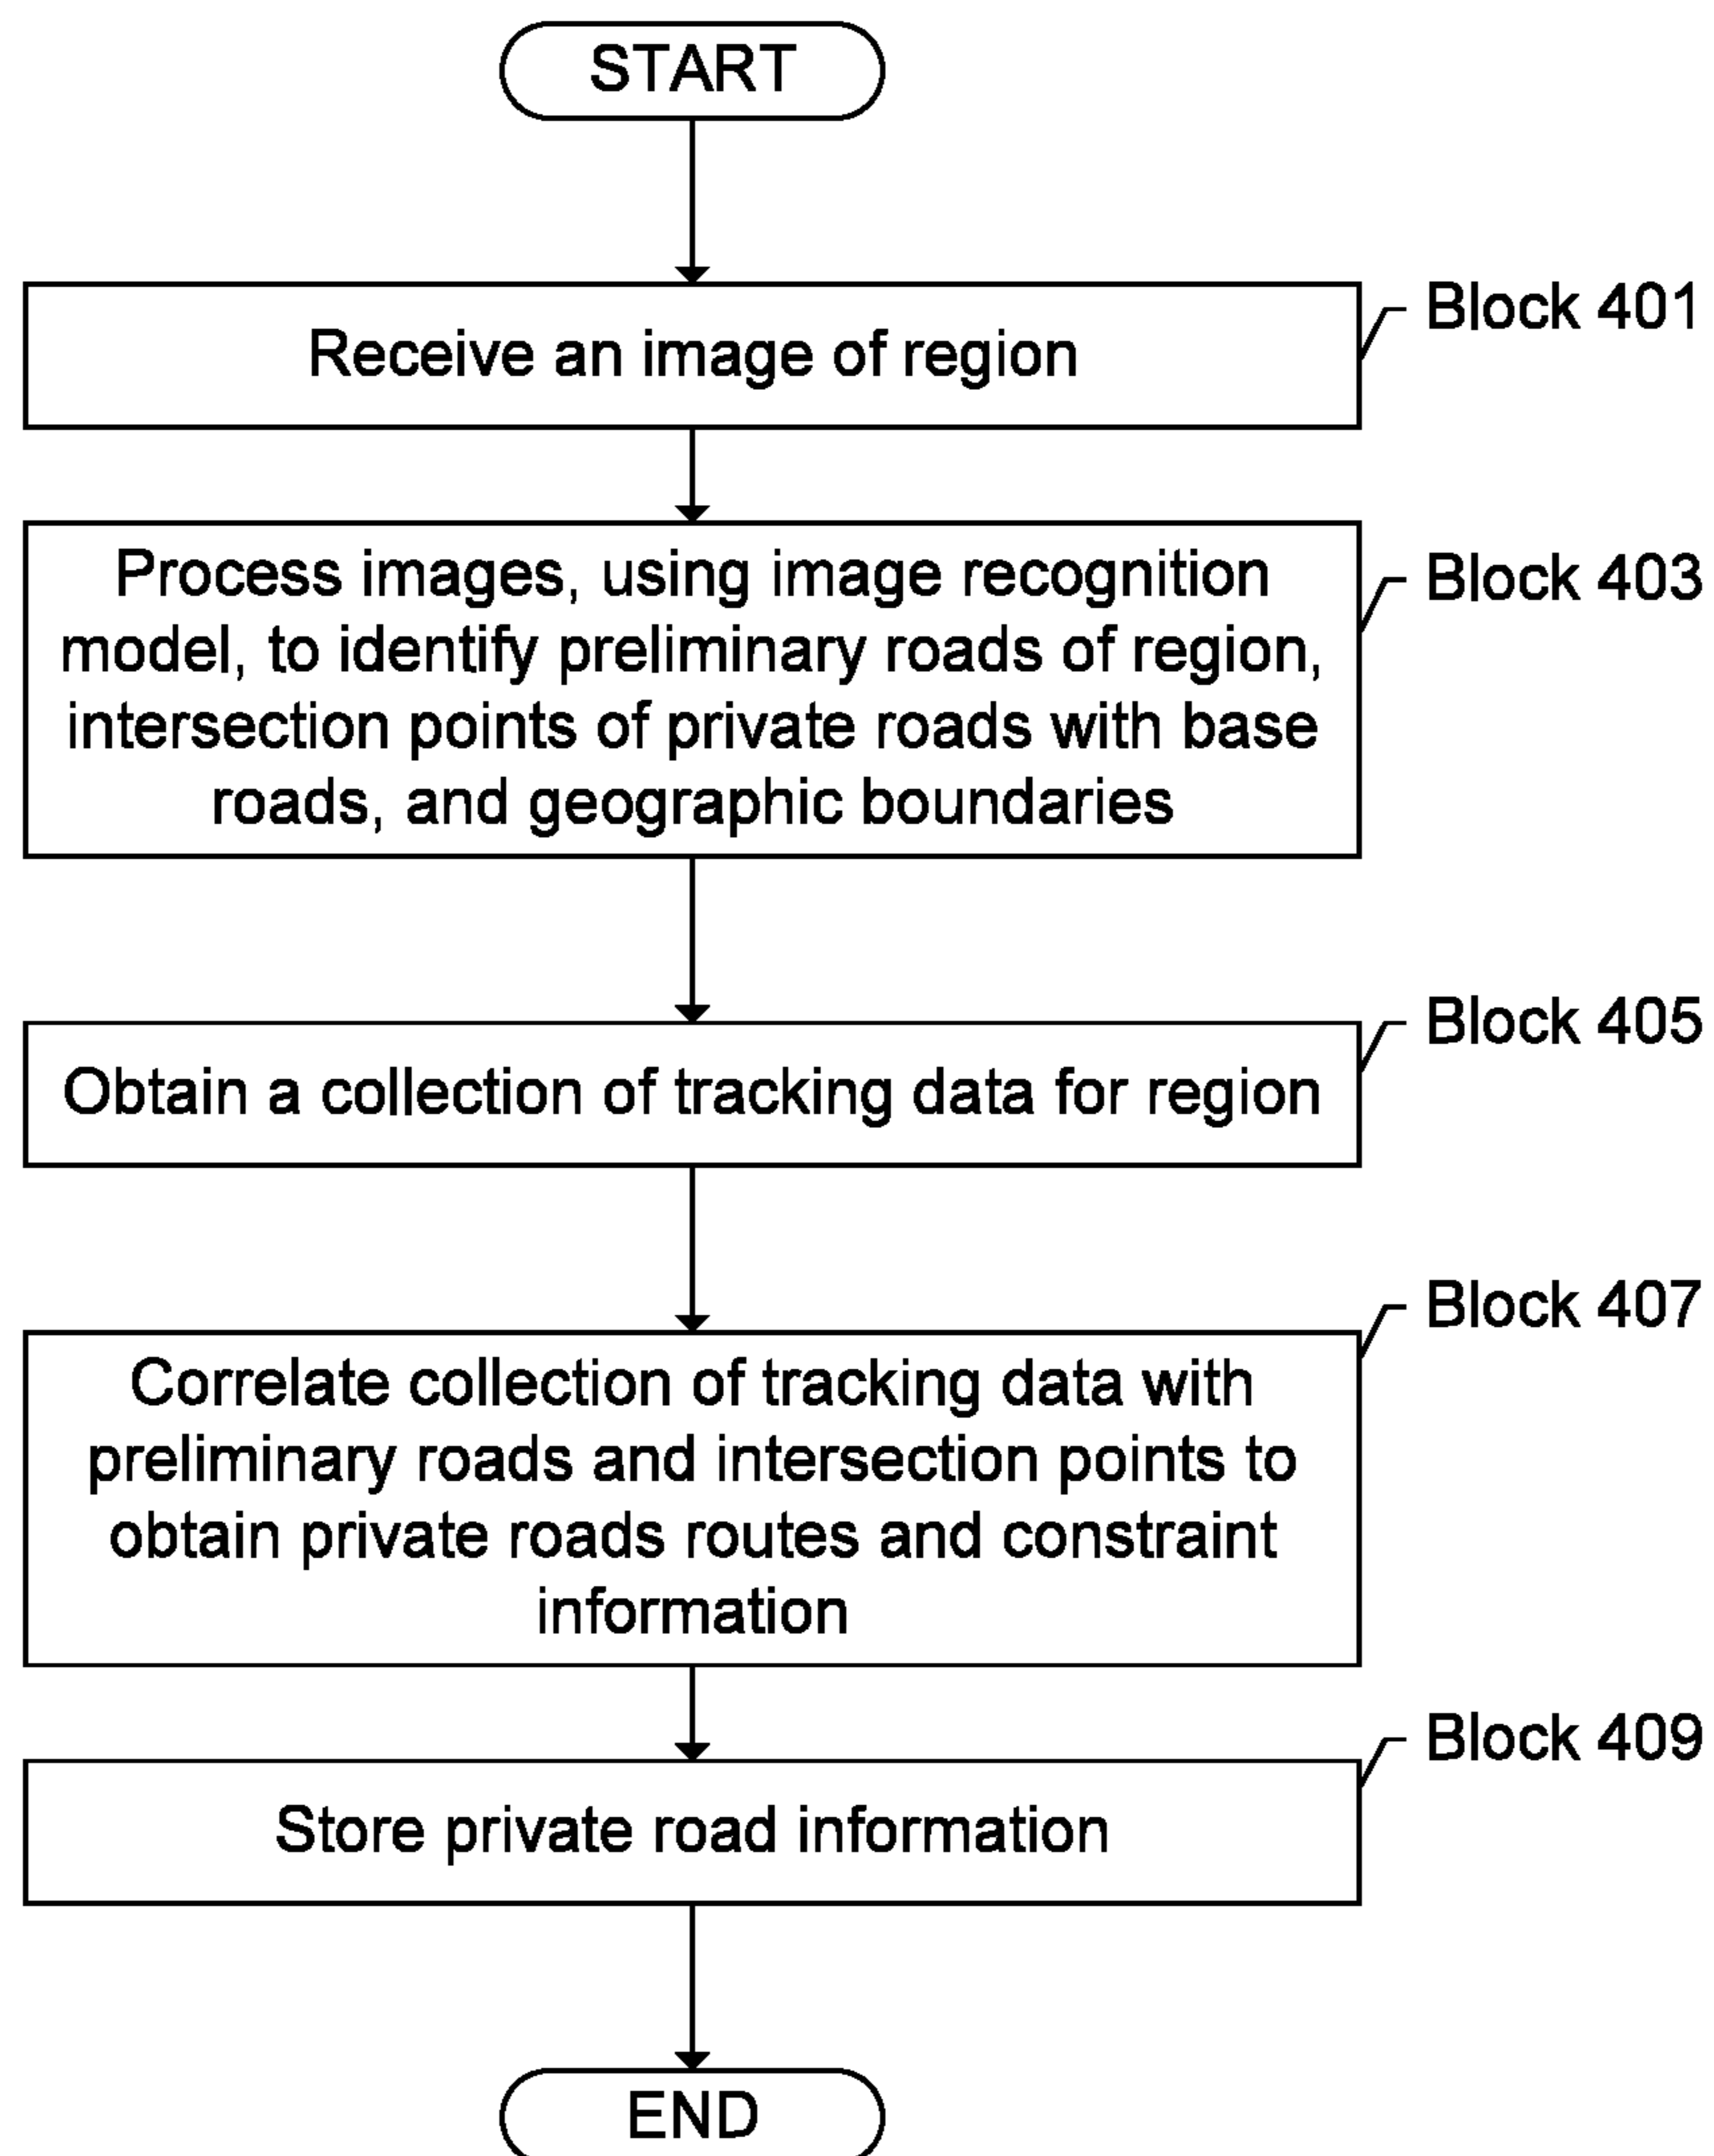 START
Receive an image of region
Block 401
Process images, using image recognition
model, to identify preliminary roads of region,
intersection points of private roads with base
roads, and geographic boundaries
Block 403
Obtain a collection of tracking data for region
Block 405
Correlate collection of tracking data with
preliminary roads and intersection points to
obtain private roads routes and constraint
information
Block 407
Store private road information
Block 409
END